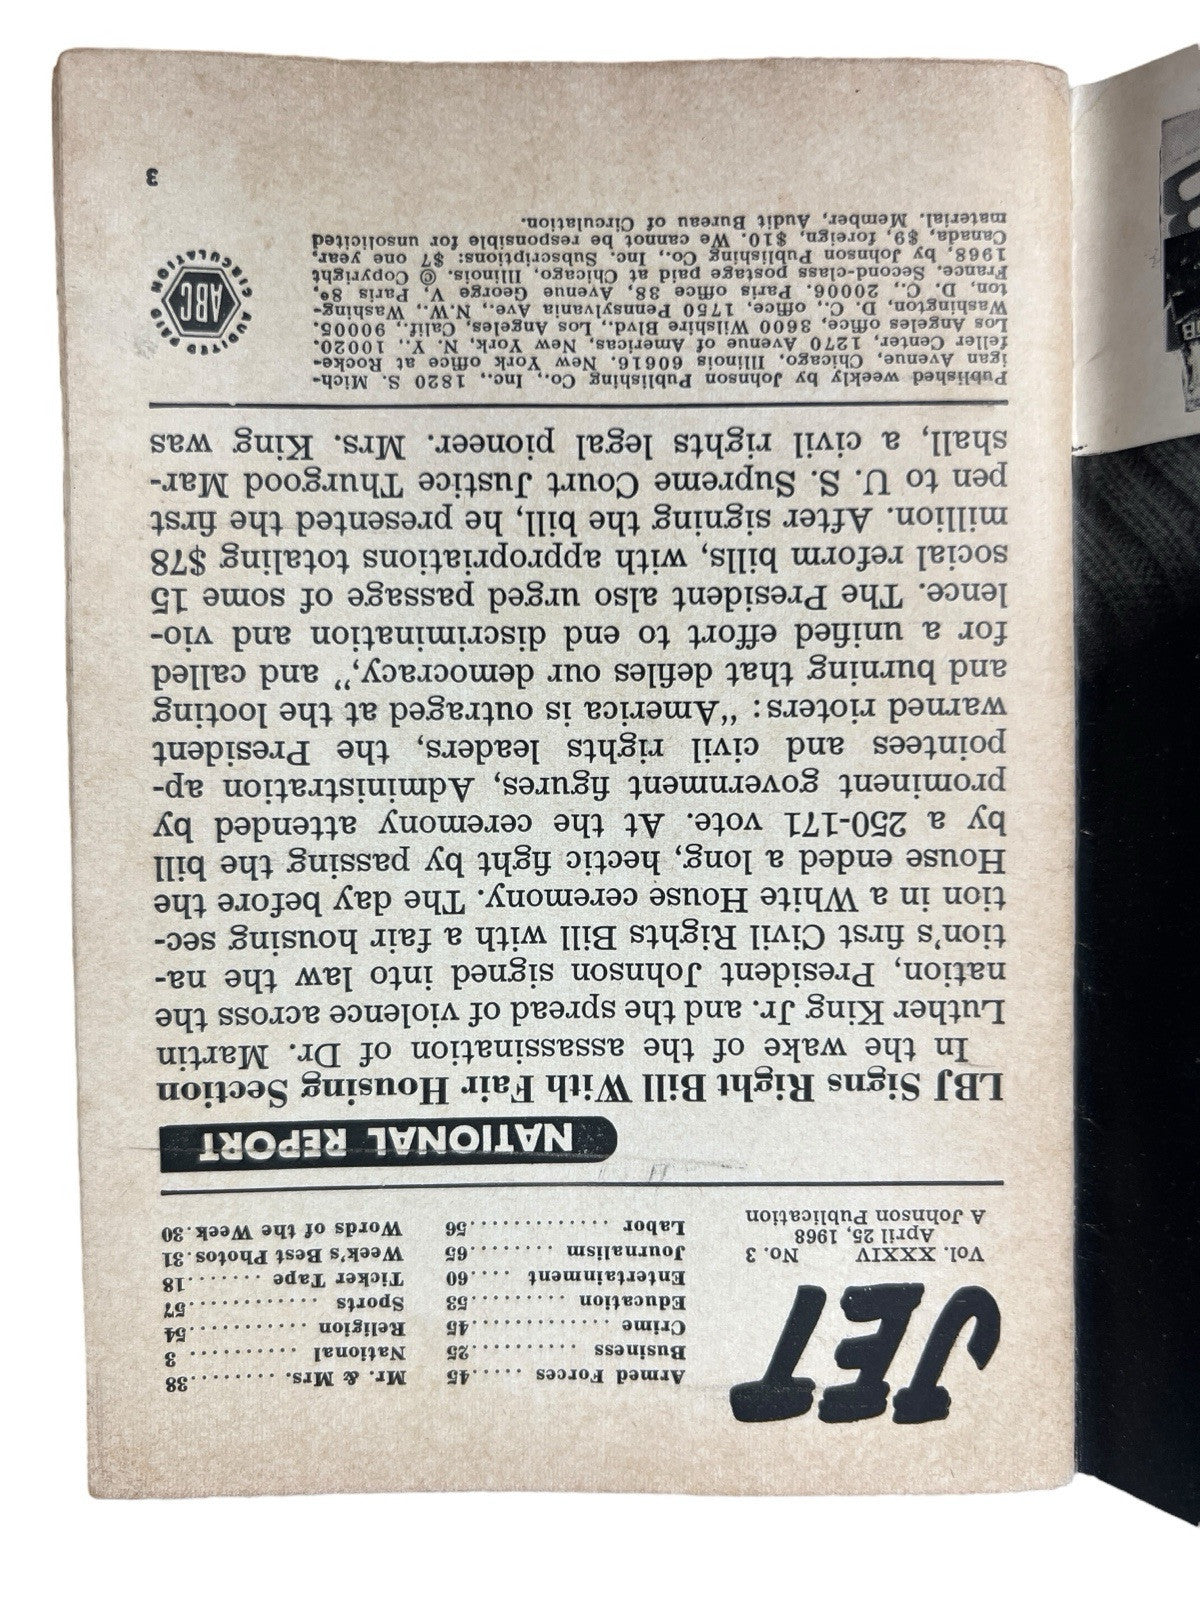 JET
Vol. XXXIV No. 3
April 25, 1968
A Johnson Publication
Armed Forces .....45
Business ...........25
Crime ...............45
Education ..........53
Entertainment ....60
Journalism .........65
Labor ...............56
Mr. & Mrs. .........38
National ........... 3
Religion ............54
Sports .............57
Ticker Tape .......18
Week's Best Photos.31
Words of the Week.30
NATIONAL REPORT
LBJ Signs Right Bill With Fair Housing Section
In the wake of the assassination of Dr. Martin
Luther King Jr. and the spread of violence across the
nation, President Johnson signed into law the na-
tion's first Civil Rights Bill with a fair housing sec-
tion in a White House ceremony. The day before the
House ended a long, hectic fight by passing the bill
by a 250-171 vote. At the ceremony attended by
prominent government figures, Administration ap-
pointees and civil rights leaders, the President
warned rioters: "America is outraged at the looting
and burning that defies our democracy," and called
for a unified effort to end discrimination and vio-
lence. The President also urged passage of some 15
social reform bills, with appropriations totaling $78
million. After signing the bill, he presented the first
pen to U. S. Supreme Court Justice Thurgood Mar-
shall, a civil rights legal pioneer. Mrs. King was
Published weekly by Johnson Publishing Co., Inc., 1820 S. Mich-
igan Avenue, Chicago, Illinois 60616. New York office at Rocke-
feller Center, 1270 Avenue of Americas, New York, N. Y., 10020.
Los Angeles office, 3600 Wilshire Blvd., Los Angeles, Calif., 90005.
Washington, D. C., office, 1750 Pennsylvania Ave., N.W., Washing-
ton, D. C., 20006. Paris office 38, Avenue George V, Paris 8e,
France. Second-class postage paid at Chicago, Illinois. © Copyright
1968, by Johnson Publishing Co., Inc. Subscriptions: $7 one year,
Canada, $9, foreign, $10. We cannot be responsible for unsolicited
material. Member, Audit Bureau of Circulation.
AUDITED PAID
ABC
CIRCULATION
3